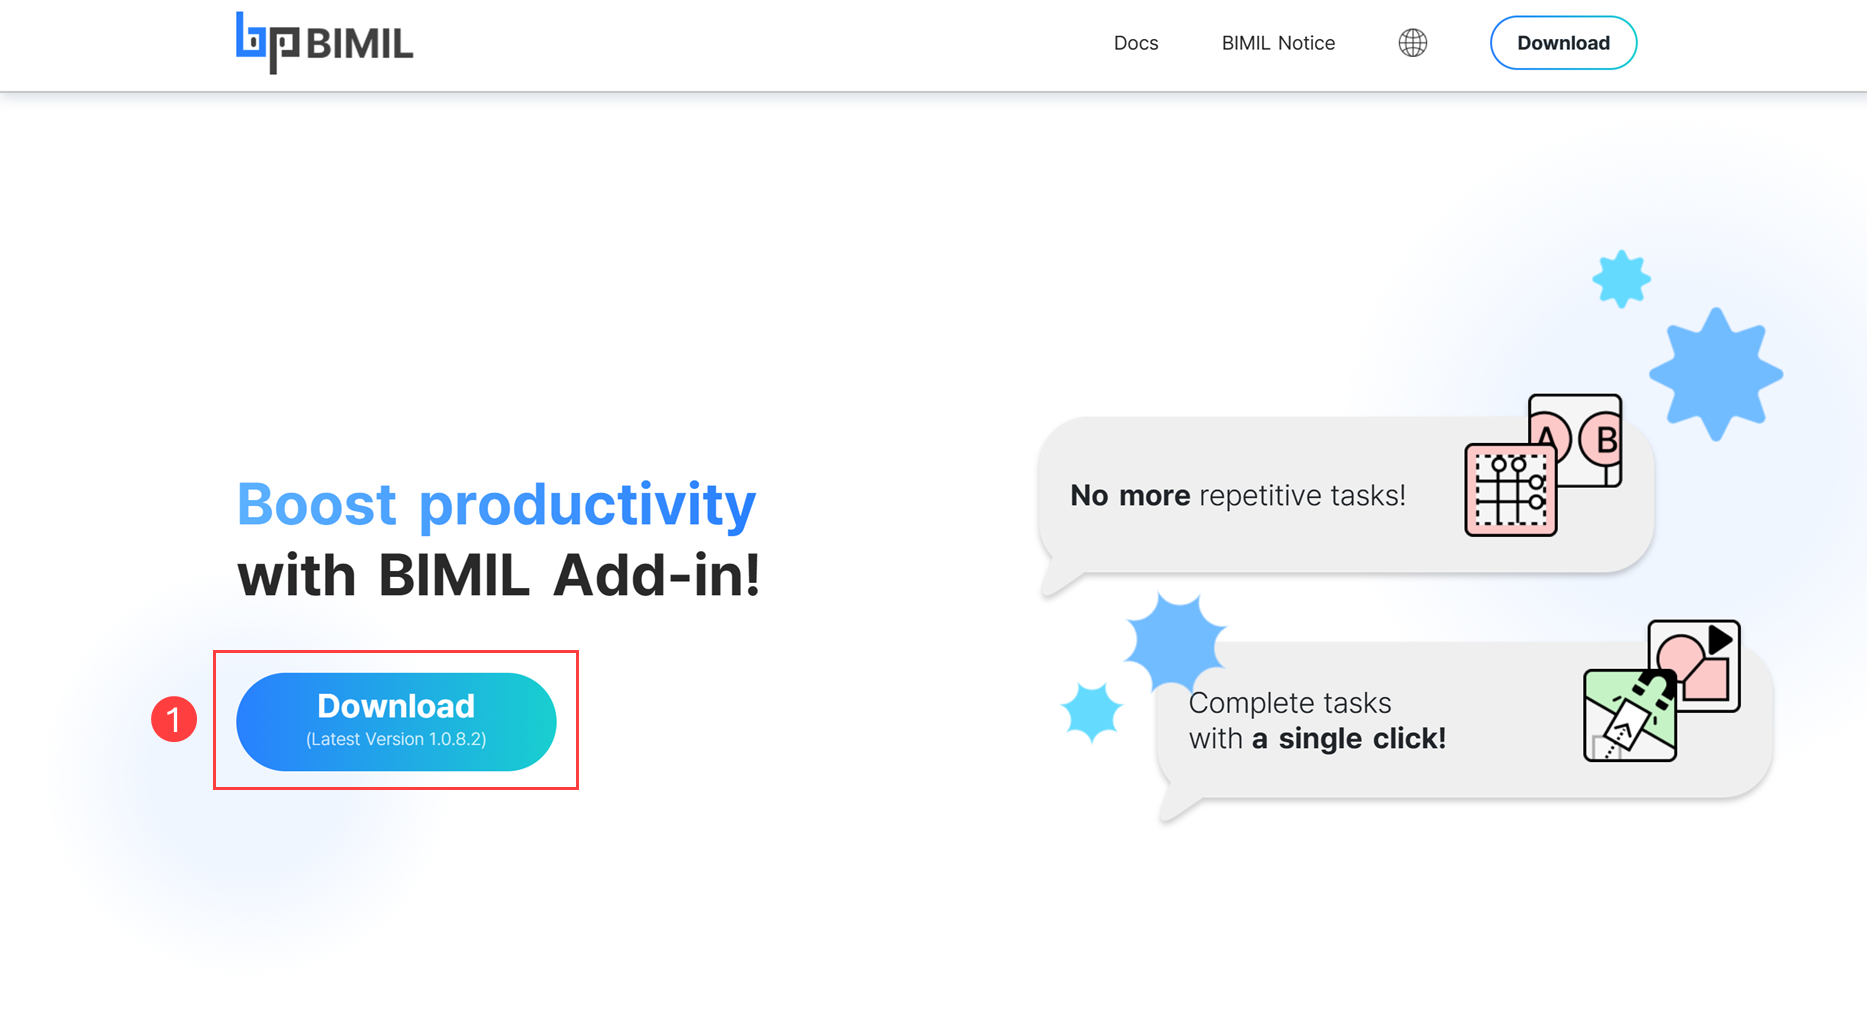 bp BIMIL
Docs
BIMIL Notice
Download
Boost productivity
with BIMIL Add-in!
1
Download
(Latest Version 1.0.8.2)
No more repetitive tasks!
A
B
Complete tasks
with a single click!